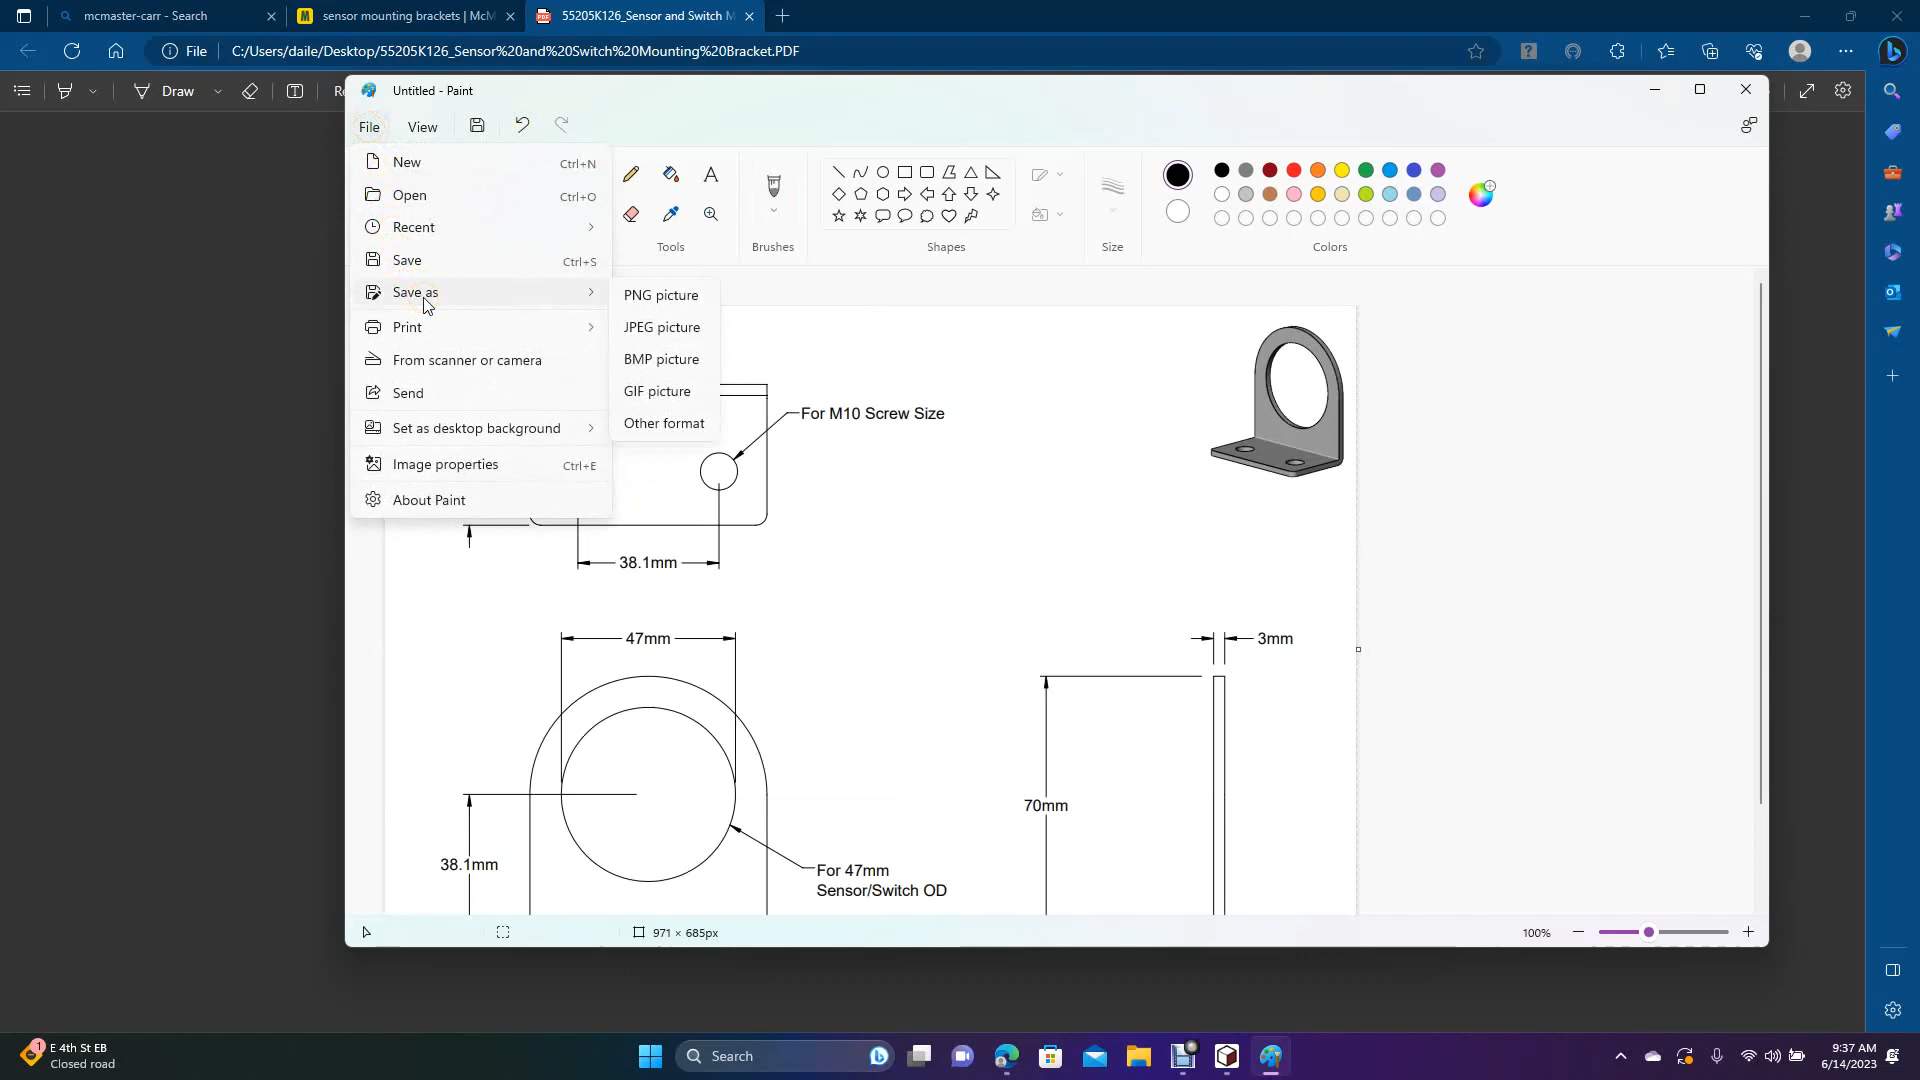 mcmaster-carr - Search
sensor mounting brackets | McM
55205K126_Sensor and Switch M
File
C:/Users/daile/Desktop/55205K126_Sensor%20and%20Switch%20Mounting%20Bracket.PDF
Draw
Untitled - Paint
File
View
New Ctrl+N
Open Ctrl+O
Recent
Save Ctrl+S
Save as
Print
From scanner or camera
Send
Set as desktop background
Image properties Ctrl+E
About Paint
PNG picture
JPEG picture
BMP picture
GIF picture
Other format
Tools
Brushes
Shapes
Size
Colors
For M10 Screw Size
38.1mm
47mm
3mm
70mm
38.1mm
For 47mm
Sensor/Switch OD
971 × 685px
100%
1
E 4th St EB
Closed road
Search
9:37 AM
6/14/2023